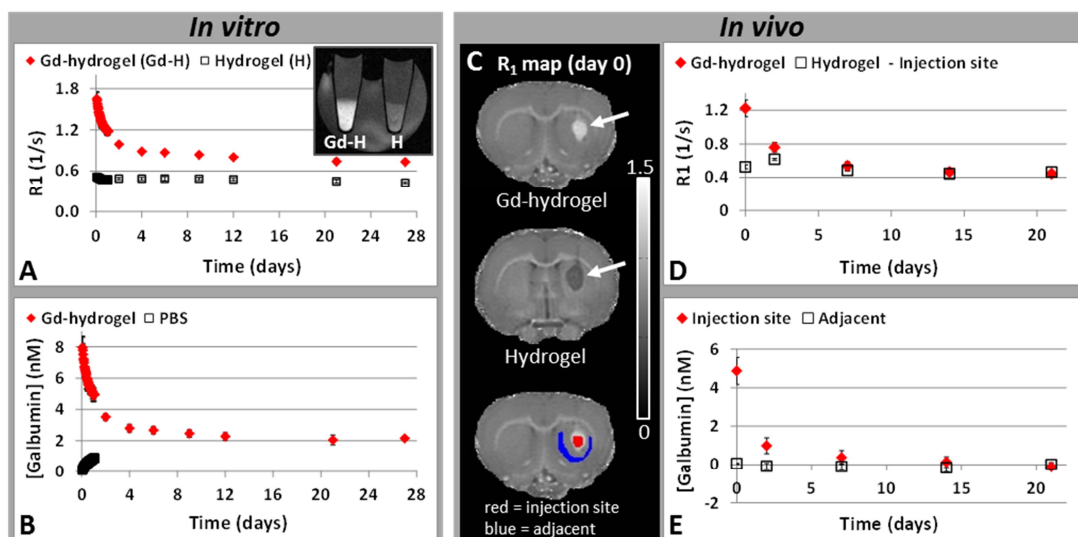 In vitro
In vivo
Gd-hydrogel (Gd-H) Hydrogel (H)
R1 (1/s)
1.8
1.2
0.6
0.0
0 4 8 12 16 20 24 28
Time (days)
A
Gd-H H
Gd-hydrogel PBS
[Galbumin] (nM)
8
6
4
2
0
0 4 8 12 16 20 24 28
Time (days)
B
C R1 map (day 0)
Gd-hydrogel
Hydrogel
1.5
0
red = injection site
blue = adjacent
Gd-hydrogel Hydrogel - Injection site
R1 (1/s)
1.2
0.8
0.4
0
0 5 10 15 20
Time (days)
D
Injection site Adjacent
[Galbumin] (nM)
6
4
2
0
-2
0 5 10 15 20
Time (days)
E